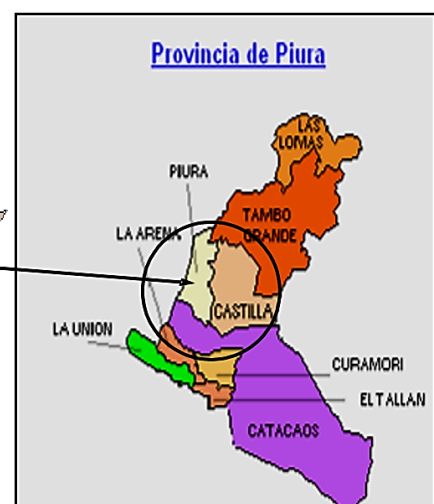 Provincia de Piura
LAS
LOMAS
PIURA
TAMBO
GRANDE
LA ARENA
CASTILLA
LA UNION
CURAMORI
EL TALLAN
CATACAOS